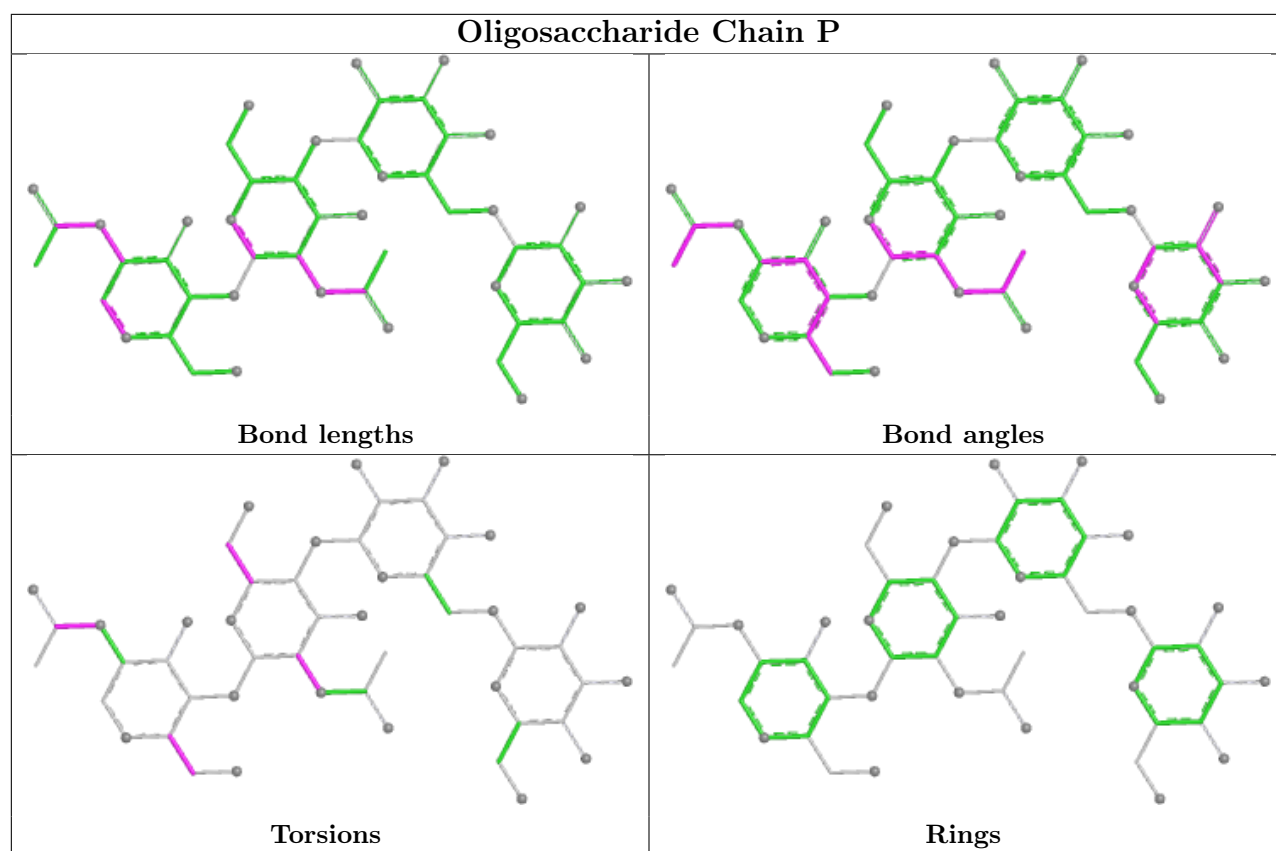 Oligosaccharide Chain P
Bond lengths
Bond angles
Torsions
Rings